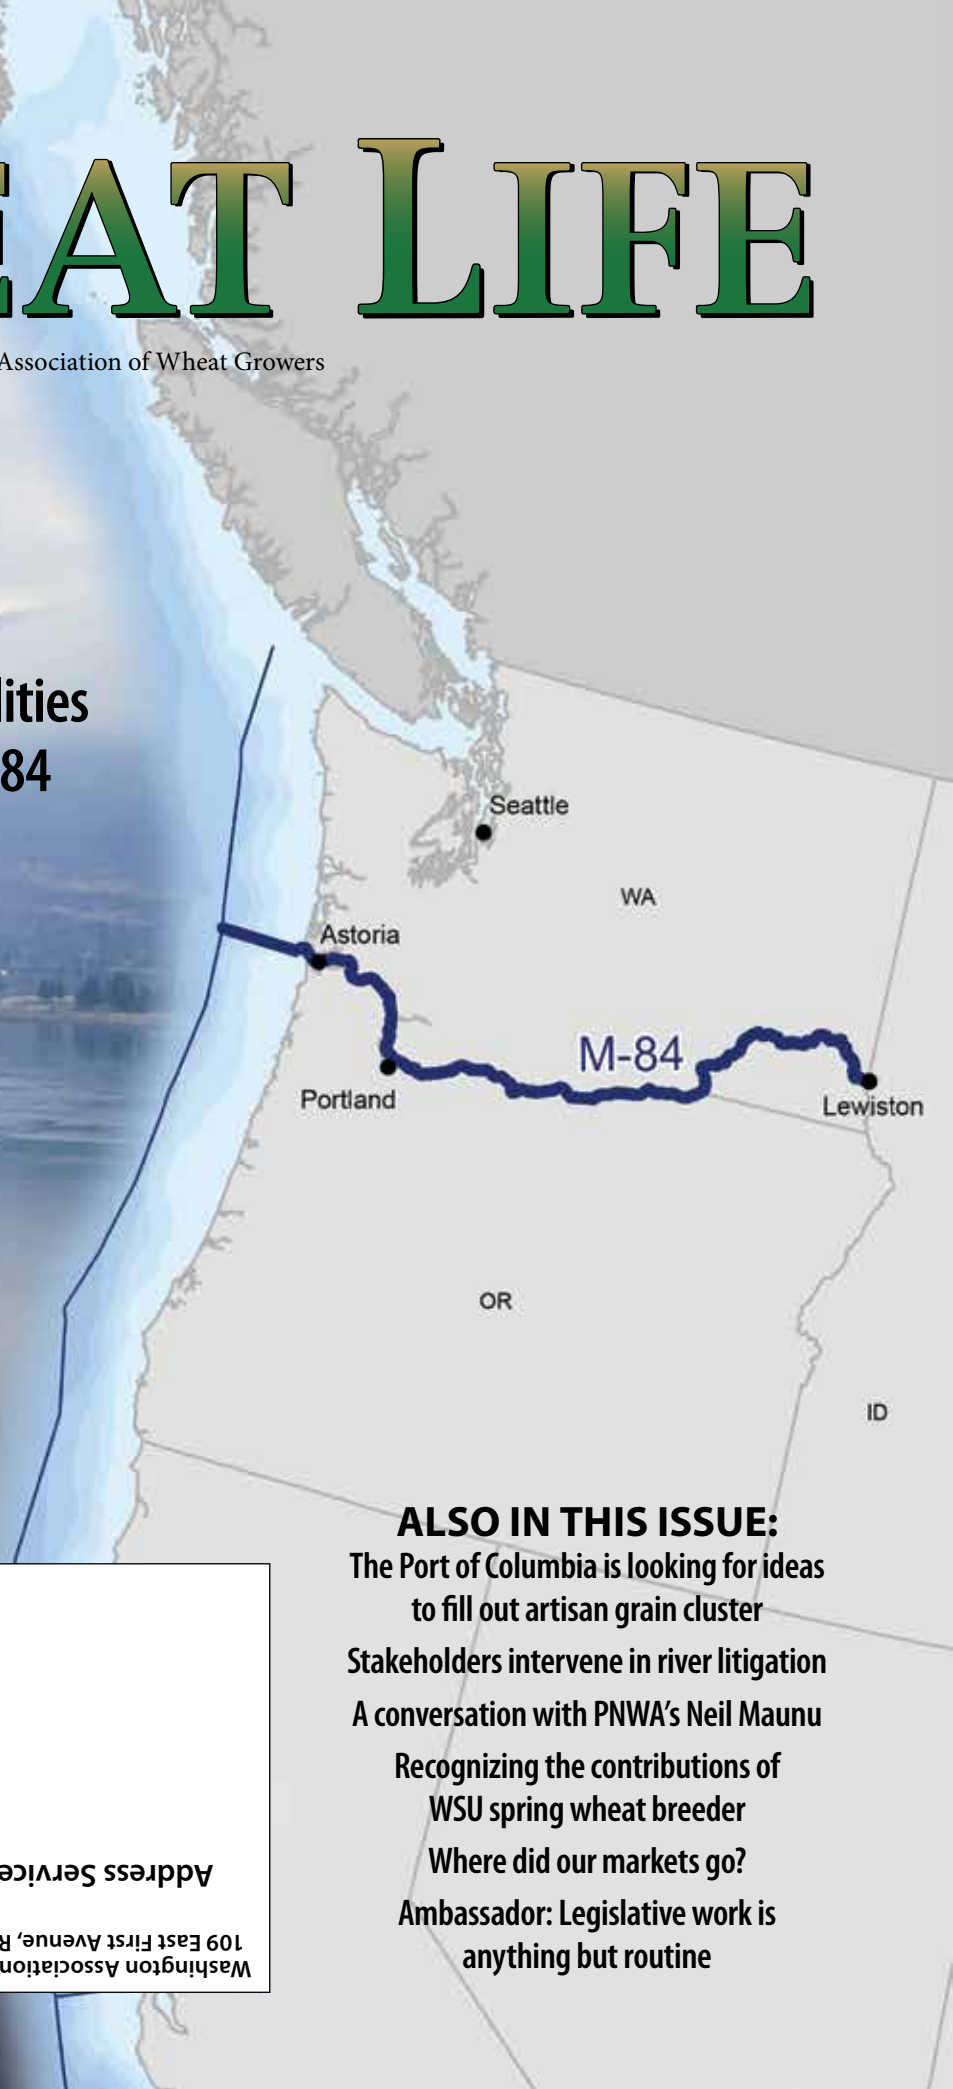 EAT LIFE
Association of Wheat Growers
lities
84
Seattle
WA
Astoria
M-84
Portland
Lewiston
OR
ID
ALSO IN THIS ISSUE:
The Port of Columbia is looking for ideas
to fill out artisan grain cluster
Stakeholders intervene in river litigation
A conversation with PNWA's Neil Maunu
Recognizing the contributions of
WSU spring wheat breeder
Where did our markets go?
Ambassador: Legislative work is
anything but routine
Washington Association
109 East First Avenue, R
Address Service